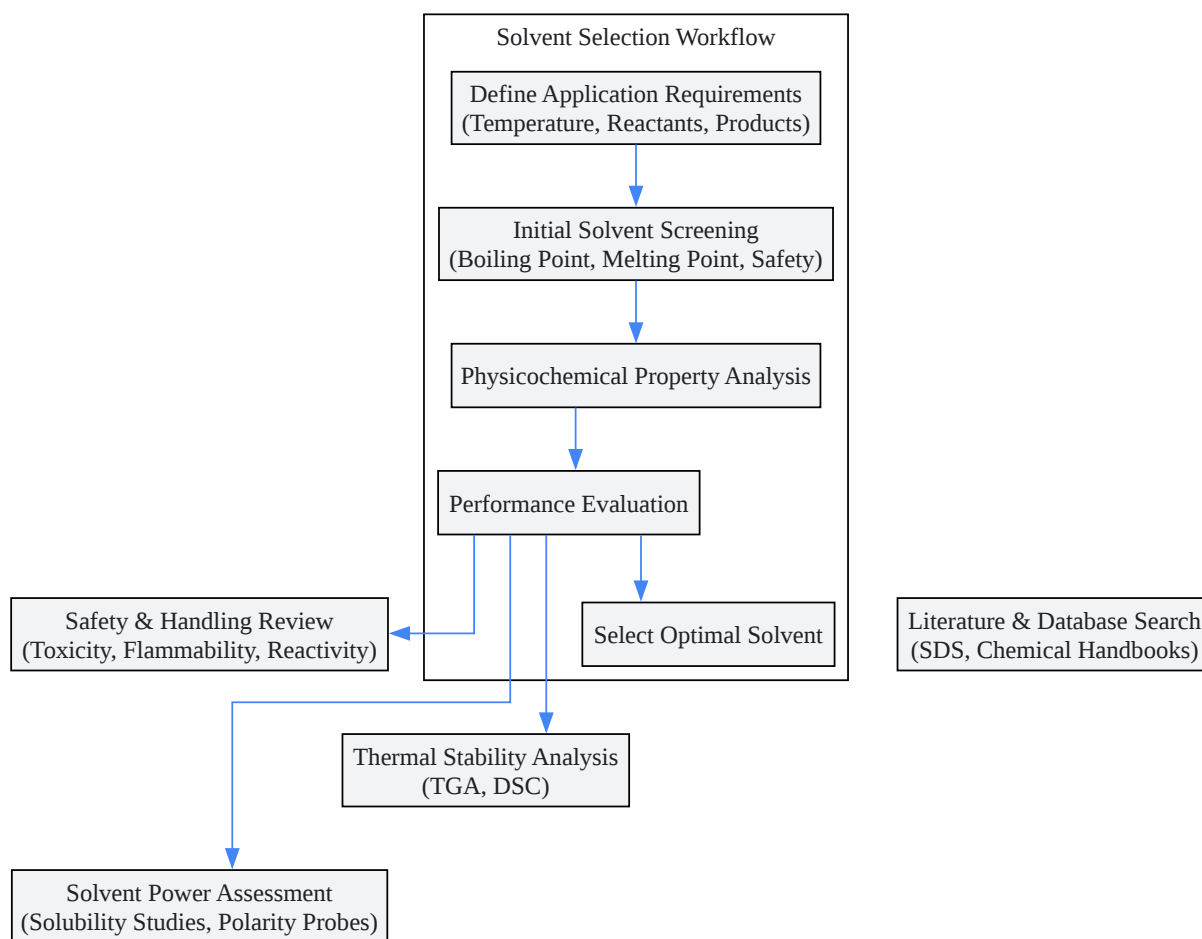 Solvent Selection Workflow
Define Application Requirements
(Temperature, Reactants, Products)
Initial Solvent Screening
(Boiling Point, Melting Point, Safety)
Physicochemical Property Analysis
Performance Evaluation
Safety & Handling Review
(Toxicity, Flammability, Reactivity)
Select Optimal Solvent
Literature & Database Search
(SDS, Chemical Handbooks)
Thermal Stability Analysis
(TGA, DSC)
Solvent Power Assessment
(Solubility Studies, Polarity Probes)